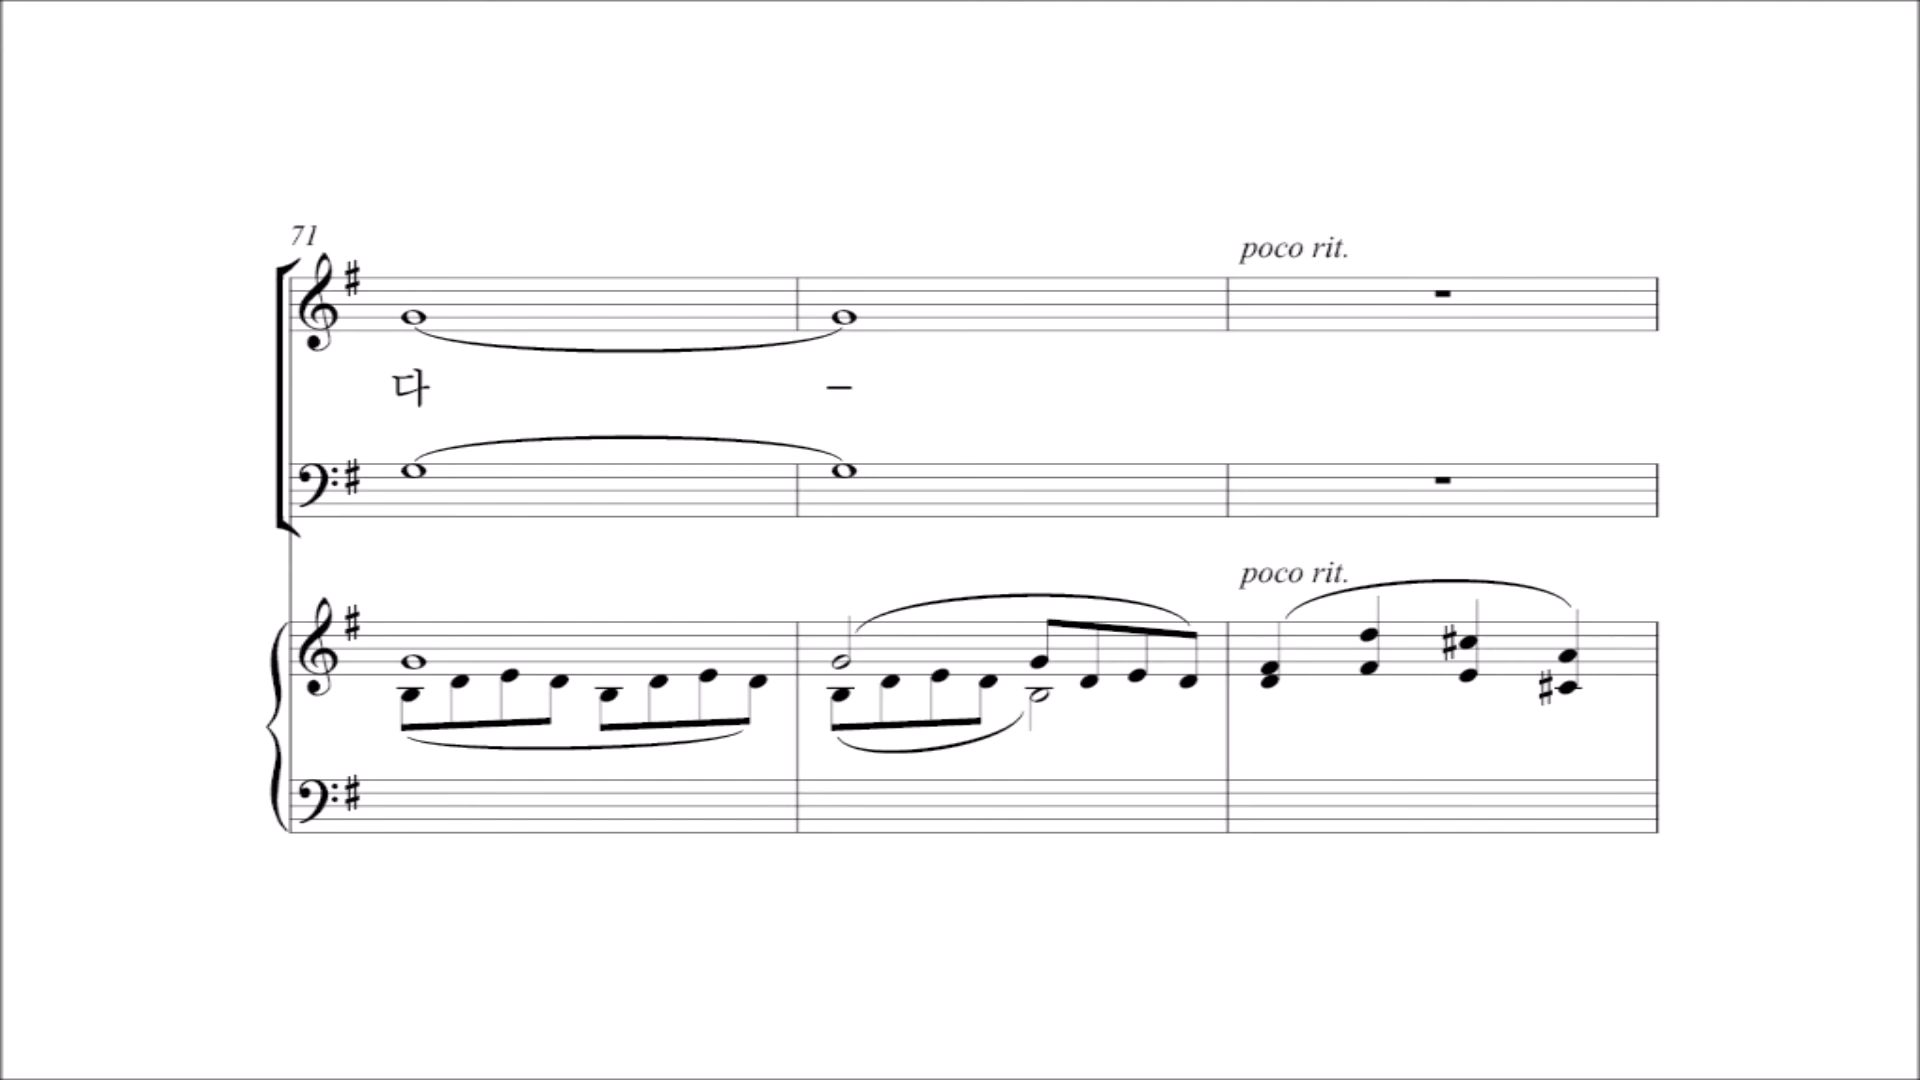 71
poco rit.
다 –
poco rit.